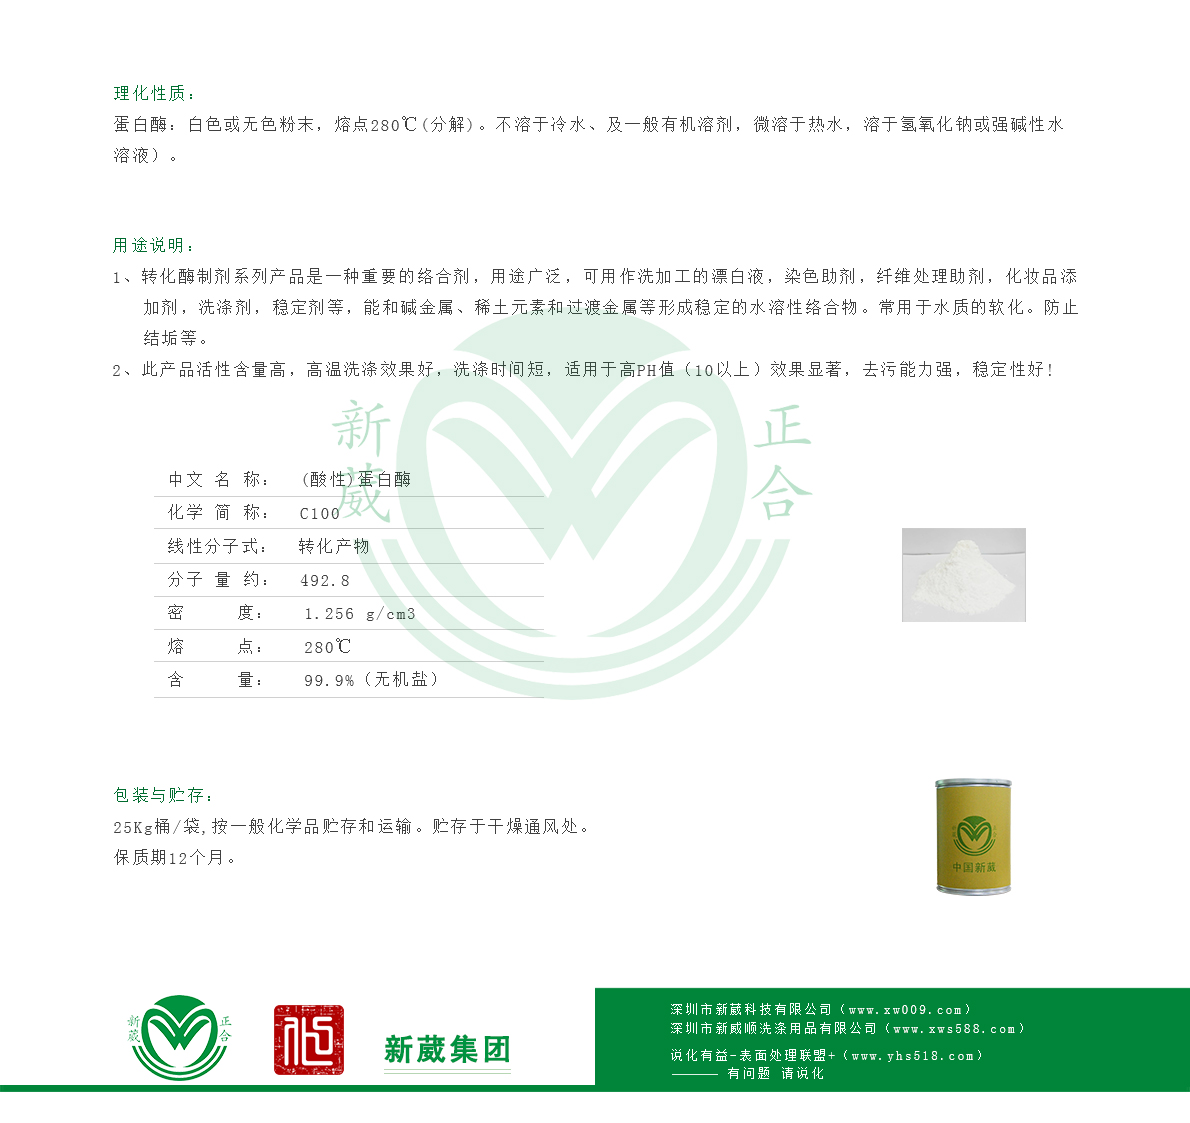 理化性质：
蛋白酶：白色或无色粉末，熔点280℃(分解)。不溶于冷水、及一般有机溶剂，微溶于热水，溶于氢氧化钠或强碱性水
溶液）。
用途说明：
1、转化酶制剂系列产品是一种重要的络合剂，用途广泛，可用作洗加工的漂白液，染色助剂，纤维处理助剂，化妆品添
加剂，洗涤剂，稳定剂等，能和碱金属、稀土元素和过渡金属等形成稳定的水溶性络合物。常用于水质的软化。防止
结垢等。
2、此产品活性含量高，高温洗涤效果好，洗涤时间短，适用于高PH值（10以上）效果显著，去污能力强，稳定性好!
新葳
正合
中文 名 称： (酸性)蛋白酶
化学 简 称： C100
线性分子式： 转化产物
分子 量 约： 492.8
密 度： 1.256 g/cm3
熔 点： 280℃
含 量： 99.9%（无机盐）
包装与贮存：
25Kg桶/袋,按一般化学品贮存和运输。贮存于干燥通风处。
保质期12个月。
中国新葳
新葳
正合
新葳集团
深圳市新葳科技有限公司（www.xw009.com）
深圳市新威顺洗涤用品有限公司（www.xws588.com）
说化有益-表面处理联盟+（www.yhs518.com）
有问题 请说化